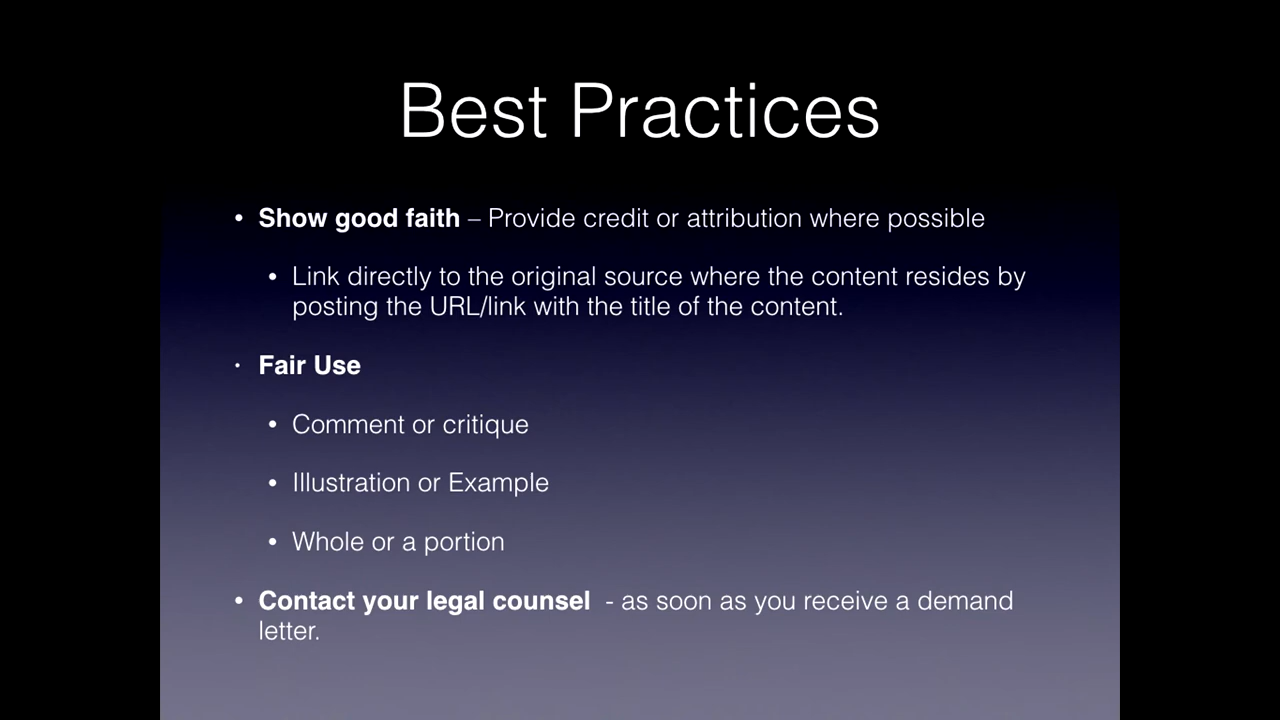 Best Practices
• Show good faith – Provide credit or attribution where possible
• Link directly to the original source where the content resides by
posting the URL/link with the title of the content.
• Fair Use
• Comment or critique
• Illustration or Example
• Whole or a portion
• Contact your legal counsel - as soon as you receive a demand
letter.